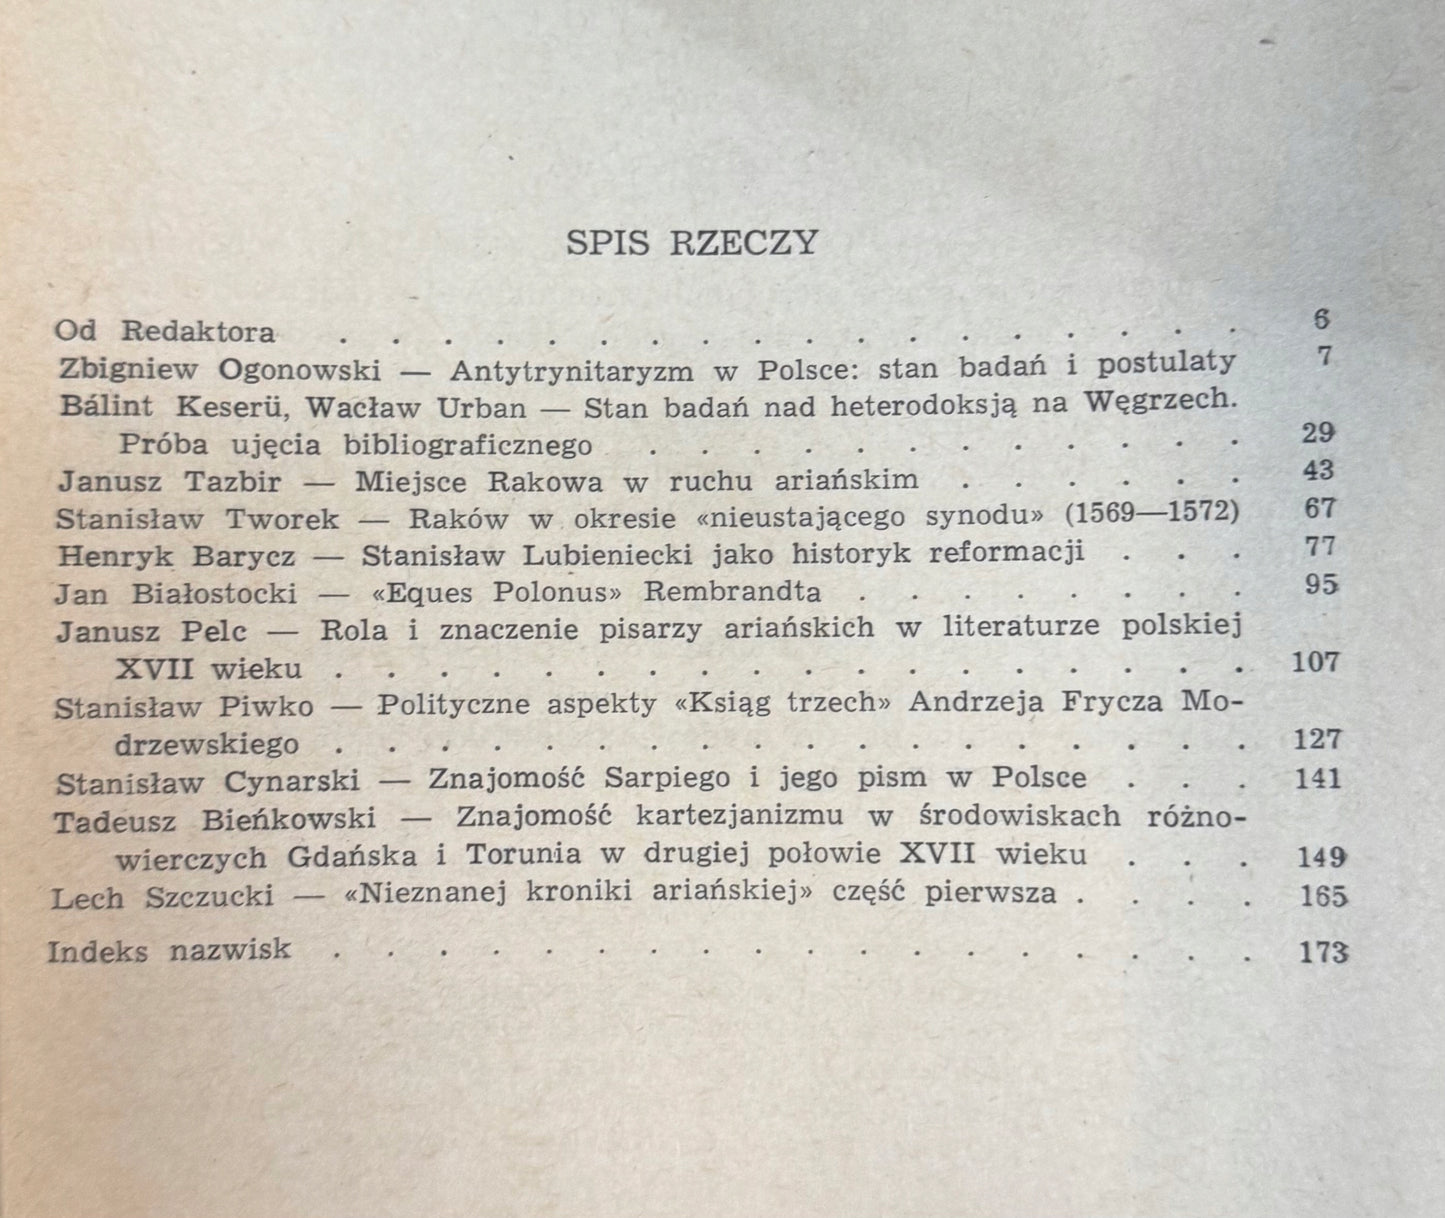 SPIS RZECZY
Od Redaktora . . . . . . . . . . . . . . . . . . 6
Zbigniew Ogonowski — Antytrynitaryzm w Polsce: stan badań i postulaty 7
Bálint Keserü, Wacław Urban — Stan badań nad heterodoksją na Węgrzech.
Próba ujęcia bibliograficznego . . . . . . . . . . . . 29
Janusz Tazbir — Miejsce Rakowa w ruchu ariańskim . . . . . . 43
Stanisław Tworek — Raków w okresie «nieustającego synodu» (1569—1572) 67
Henryk Barycz — Stanisław Lubieniecki jako historyk reformacji . . . 77
Jan Białostocki — «Eques Polonus» Rembrandta . . . . . . . . 95
Janusz Pelc — Rola i znaczenie pisarzy ariańskich w literaturze polskiej
XVII wieku . . . . . . . . . . . . . . . . . . 107
Stanisław Piwko — Polityczne aspekty «Ksiąg trzech» Andrzeja Frycza Mo-
drzewskiego . . . . . . . . . . . . . . . . . . 127
Stanisław Cynarski — Znajomość Sarpiego i jego pism w Polsce . . . 141
Tadeusz Bieńkowski — Znajomość kartezjanizmu w środowiskach różno-
wierczych Gdańska i Torunia w drugiej połowie XVII wieku . . . 149
Lech Szczucki — «Nieznanej kroniki ariańskiej» część pierwsza . . . . 165
Indeks nazwisk . . . . . . . . . . . . . . . . . . 173